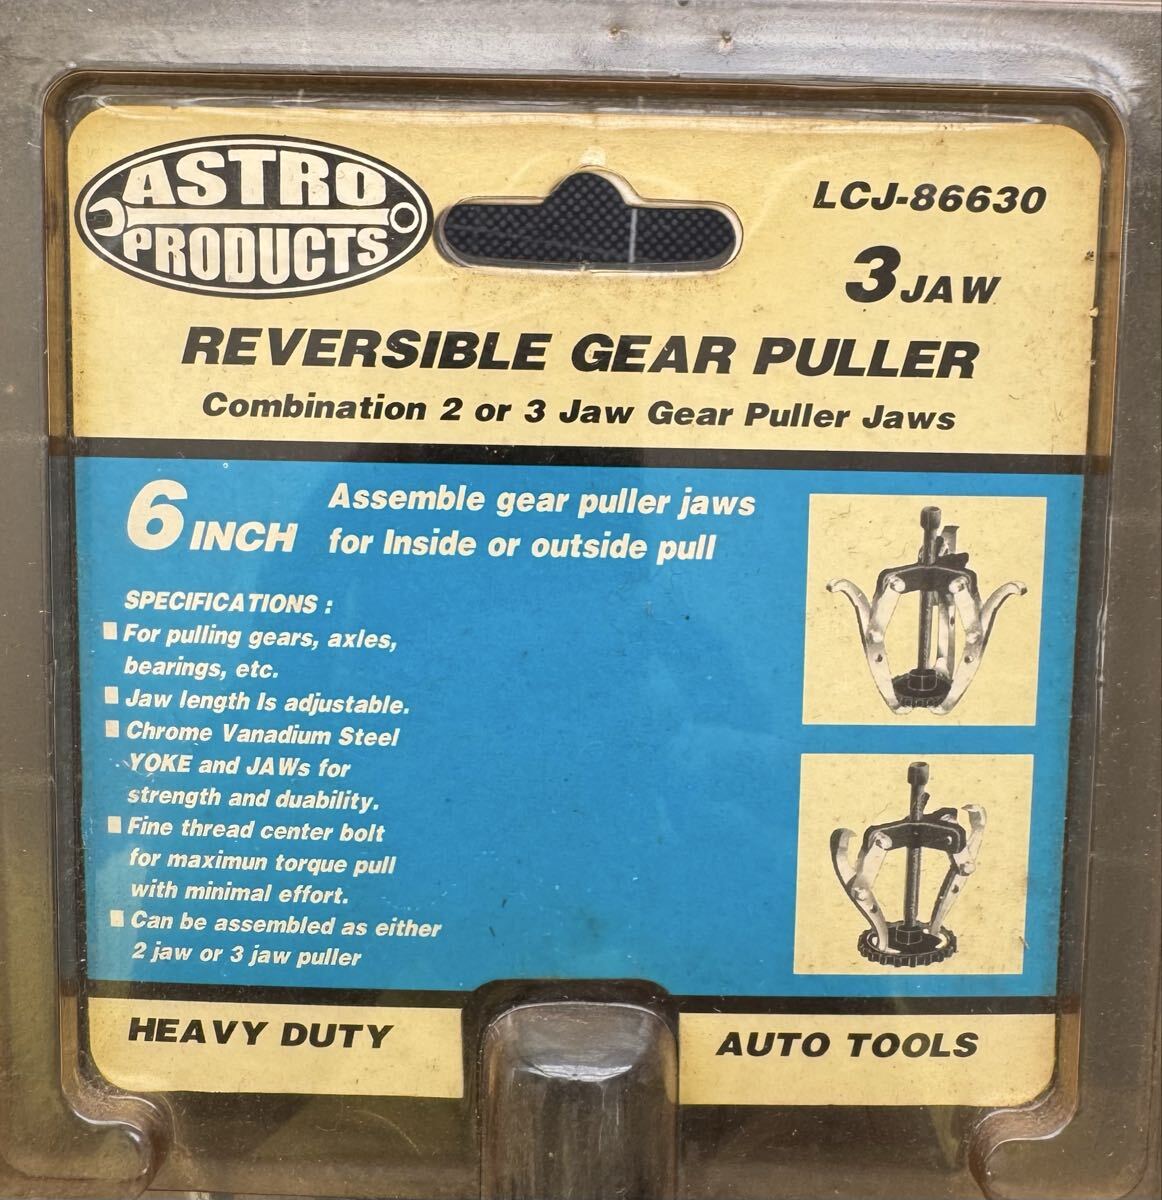 ASTRO
PRODUCTS
LCJ-86630
3 JAW
REVERSIBLE GEAR PULLER
Combination 2 or 3 Jaw Gear Puller Jaws
6 INCH
Assemble gear puller jaws
for Inside or outside pull
SPECIFICATIONS :
■ For pulling gears, axles,
bearings, etc.
■ Jaw length Is adjustable.
■ Chrome Vanadium Steel
YOKE and JAWs for
strength and duability.
■ Fine thread center bolt
for maximun torque pull
with minimal effort.
■ Can be assembled as either
2 jaw or 3 jaw puller
HEAVY DUTY
AUTO TOOLS